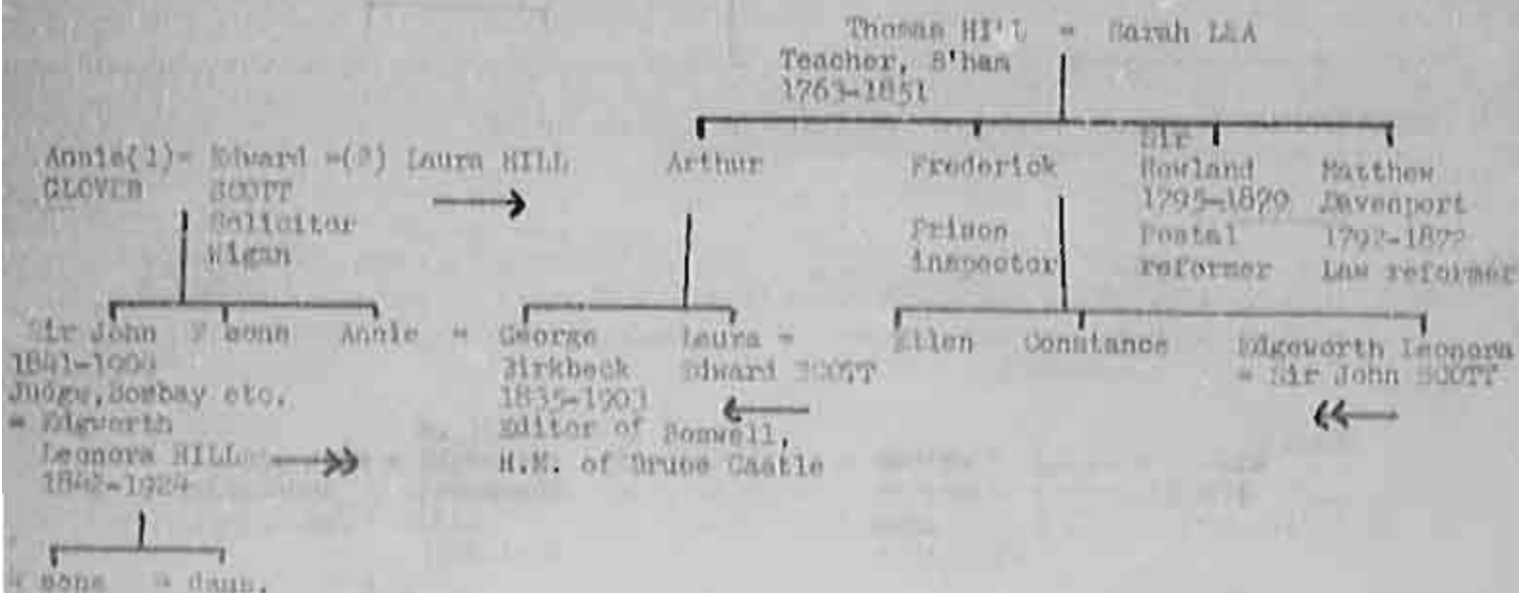 Thomas HILL = Sarah LEA
Teacher, B'ham
1763-1851
Annie(1)= Edward =(2) Laura HILL
GLOVER SCOTT
Solicitor
Wigan
Arthur
Frederick
Prison
inspector
Sir
Rowland
1795-1879
Postal
reformer
Matthew
Davenport
1792-1872
Law reformer
Sir John
Judge, Bombay etc.
= Edgworth
Leonora HILL
1842-1924
sons
Annie = George
Birkbeck
1835-1903
Editor of Boswell,
H.M. of Bruce Castle
Laura =
Edward SCOTT
Ellen
Constance
Edgeworth Leonora
= Sir John SCOTT
sons
daus.